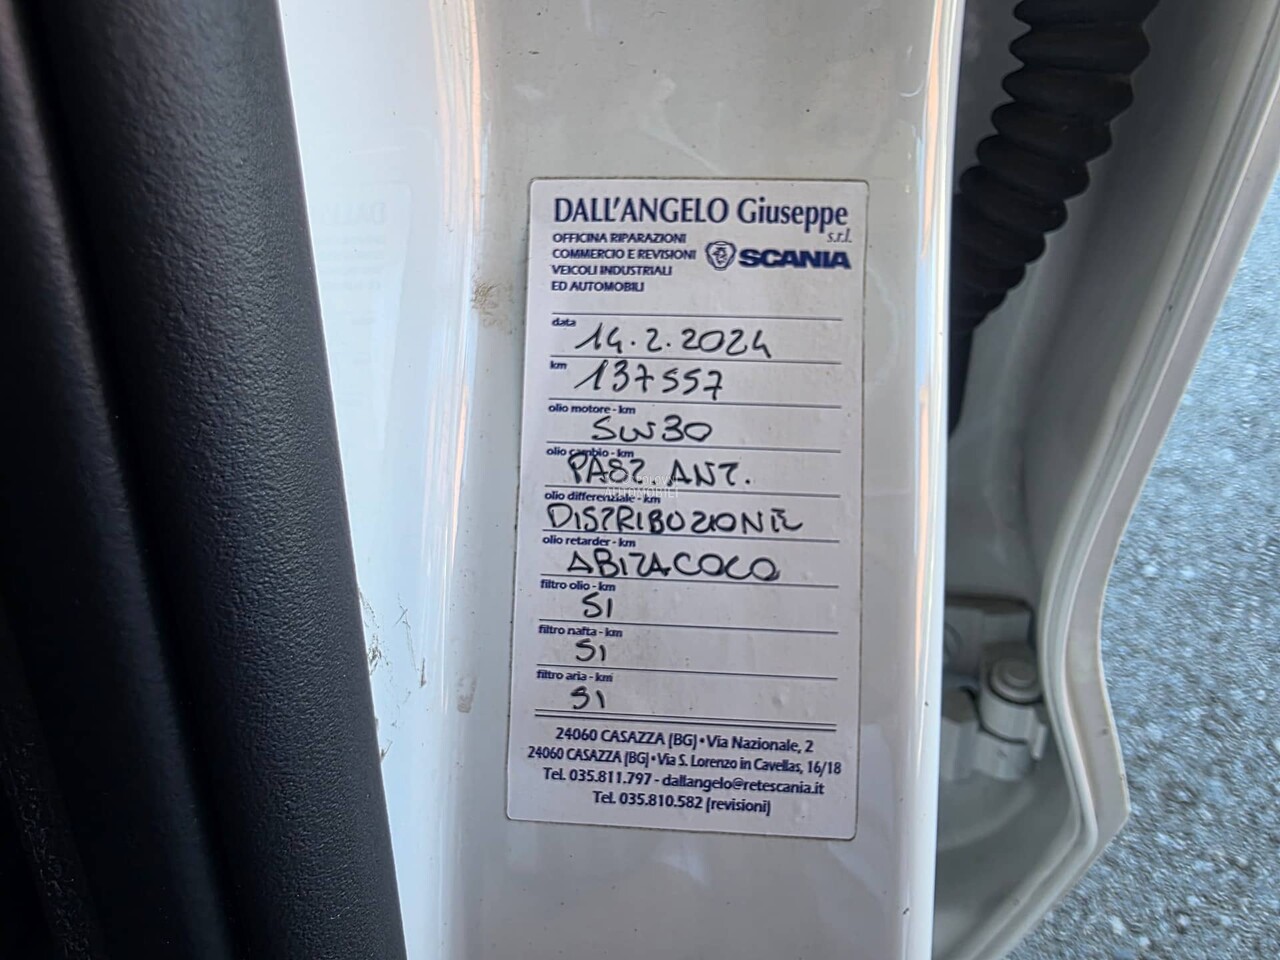 DALL'ANGELO Giuseppe
s.r.l.
OFFICINA RIPARAZIONI
COMMERCIO E REVISIONI
VEICOLI INDUSTRIALI
ED AUTOMOBILI
SCANIA
data 14.2.2024
km 137557
olio motore - km
5W30
olio cambio - km
PAST. ANT.
olio differenziale - km
DISTRIBUZIONE
olio retarder - km
filtro olio - km
SI
filtro nafta - km
SI
filtro aria - km
SI
24060 CASAZZA (BG) • Via Nazionale, 2
24060 CASAZZA (BG) • Via S. Lorenzo in Cavellas, 16/18
Tel. 035.811.797 - dallangelo@retescania.it
Tel. 035.810.582 (revisioni)